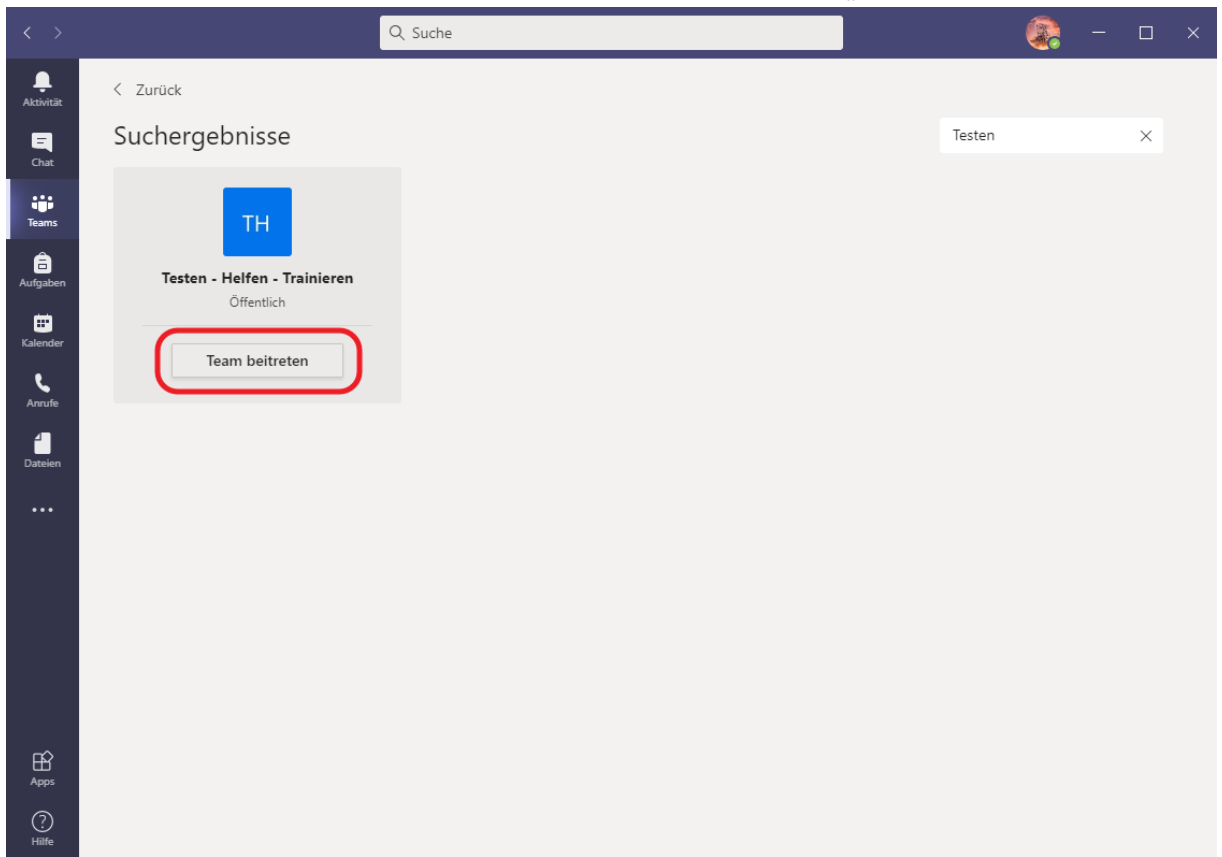 Suche
Aktivität
Chat
Teams
Aufgaben
Kalender
Anrufe
Dateien
Apps
Hilfe
Zurück
Suchergebnisse
Testen
TH
Testen - Helfen - Trainieren
Öffentlich
Team beitreten